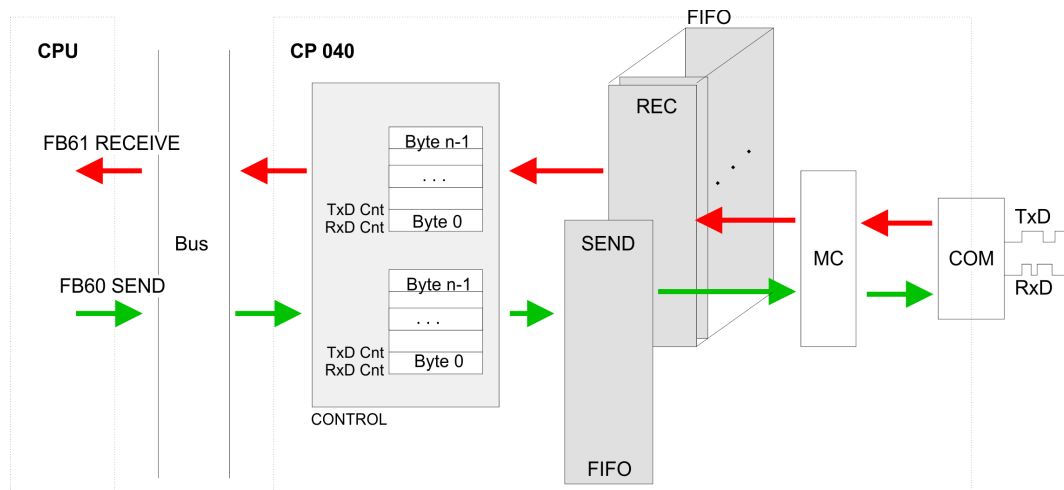 CPU
CP 040
FIFO
REC
FB61 RECEIVE
Byte n-1
. . .
TxD Cnt
RxD Cnt
Byte 0
Bus
SEND
MC
COM
TxD
RxD
FB60 SEND
Byte n-1
. . .
TxD Cnt
RxD Cnt
Byte 0
CONTROL
FIFO